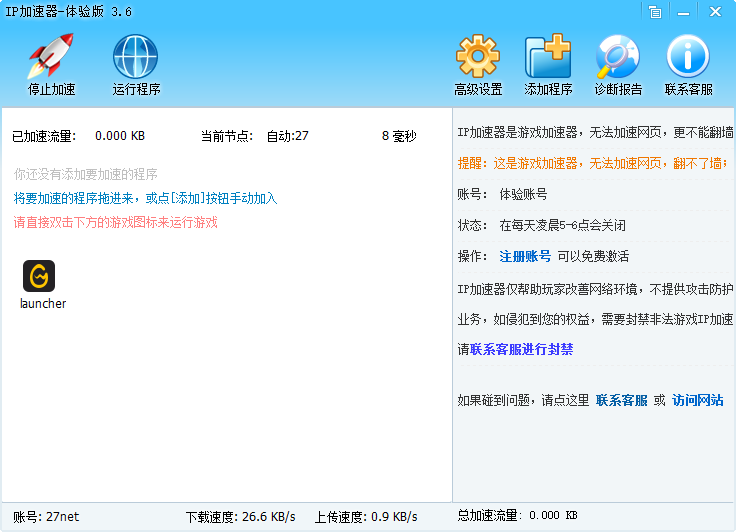 IP加速器-体验版 3.6
停止加速 运行程序 高级设置 添加程序 诊断报告 联系客服
已加速流量: 0.000 KB 当前节点: 自动:27 8 毫秒
你还没有添加要加速的程序
将要加速的程序拖进来，或点[添加]按钮手动加入
请直接双击下方的游戏图标来运行游戏
launcher
IP加速器是游戏加速器，无法加速网页，更不能翻墙
提醒: 这是游戏加速器，无法加速网页，翻不了墙；
账号: 体验账号
状态: 在每天凌晨5-6点会关闭
操作: 注册账号 可以免费激活
IP加速器仅帮助玩家改善网络环境，不提供攻击防护
业务，如侵犯到您的权益，需要封禁非法游戏IP加速
请联系客服进行封禁
如果碰到问题，请点这里 联系客服 或 访问网站
账号: 27net 下载速度: 26.6 KB/s 上传速度: 0.9 KB/s 总加速流量: 0.000 KB